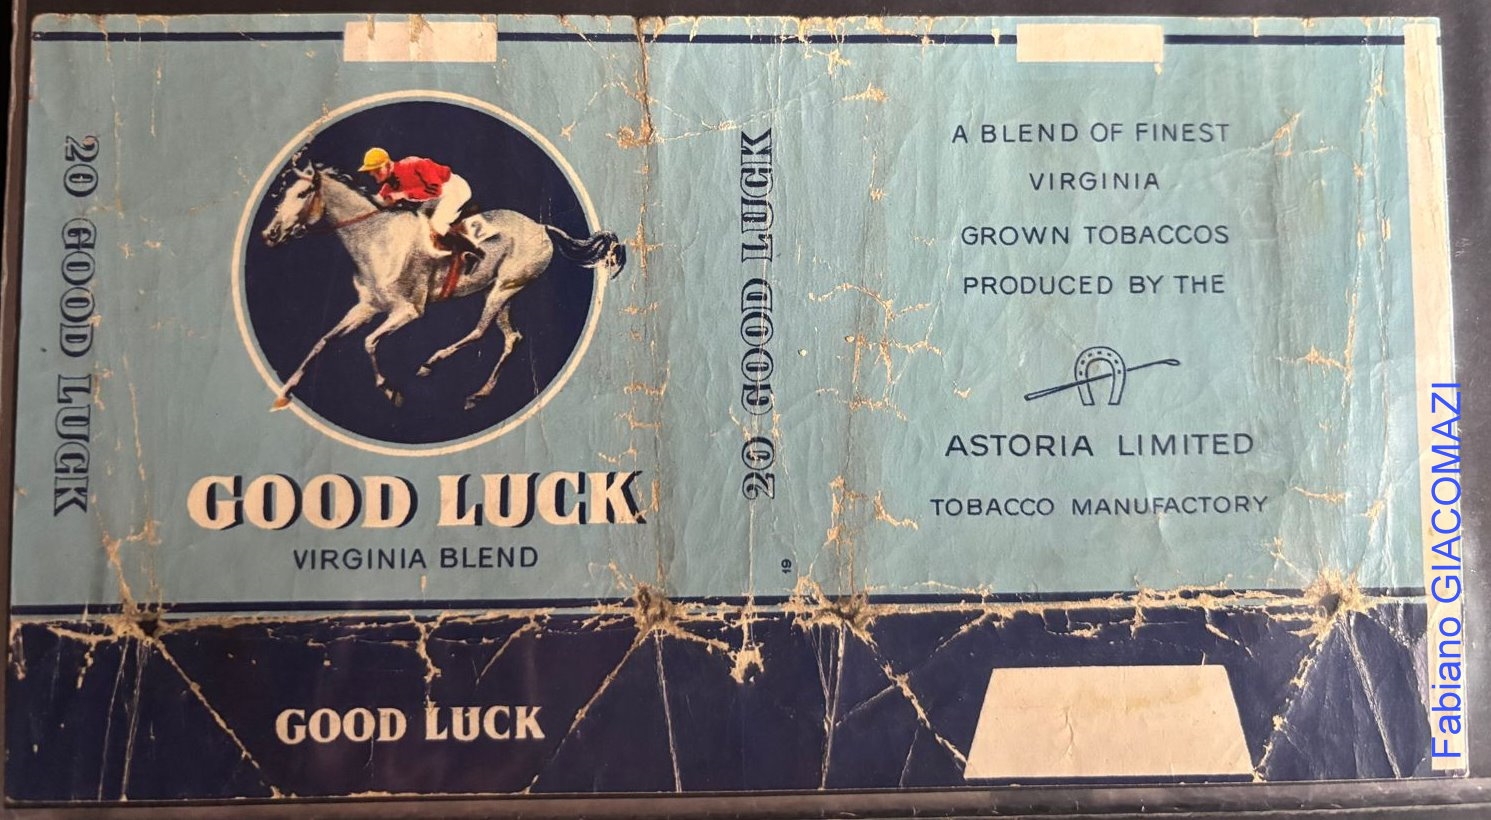 20 GOOD LUCK
GOOD LUCK
VIRGINIA BLEND
GOOD LUCK
20 GOOD LUCK
19
A BLEND OF FINEST
VIRGINIA
GROWN TOBACCOS
PRODUCED BY THE
ASTORIA LIMITED
TOBACCO MANUFACTORY
2
Fabiano GIACOMAZI